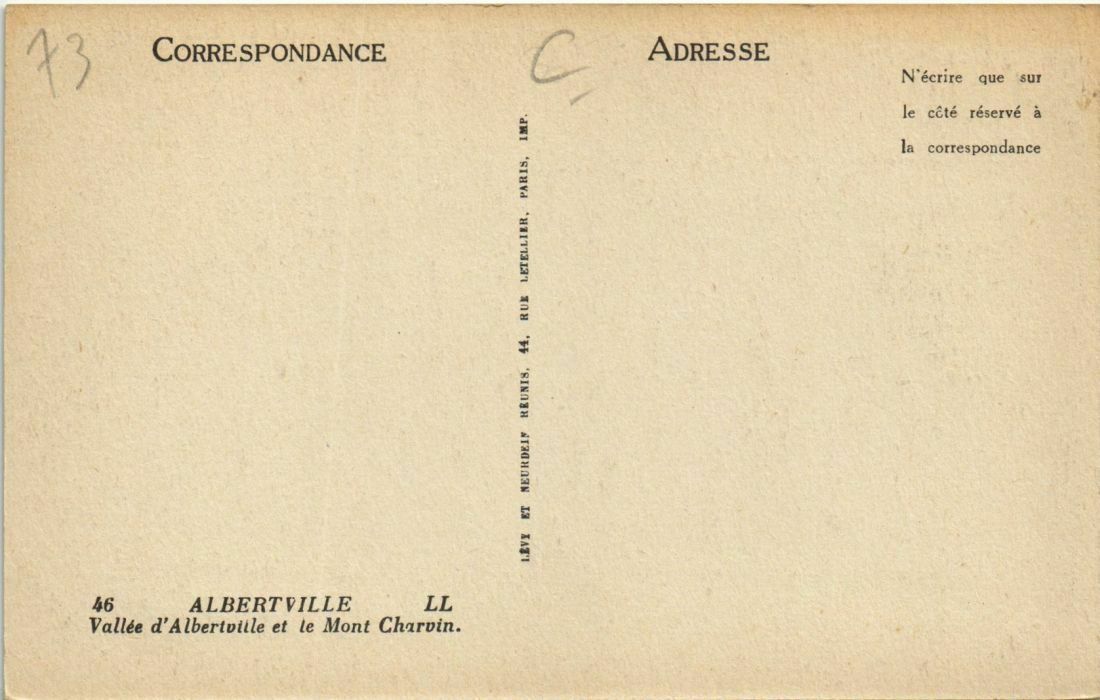 73
CORRESPONDANCE
C
ADRESSE
N'écrire que sur
le côté réservé à
la correspondance
LÉVY ET NEURDEIN RÉUNIS, 44, RUE LETELLIER, PARIS, IMP.
46 ALBERTVILLE LL
Vallée d'Albertville et le Mont Charvin.